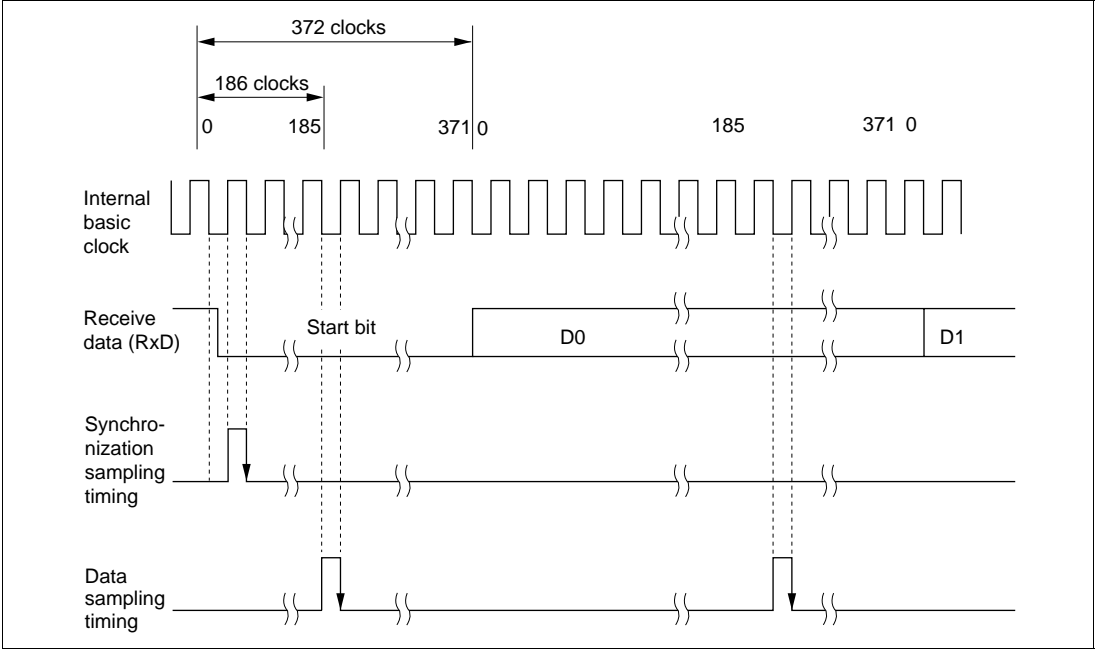 372 clocks
186 clocks
0 185 371 0 185 371 0
Internal
basic
clock
Receive
data (RxD)
Start bit
D0
D1
Synchro-
nization
sampling
timing
Data
sampling
timing